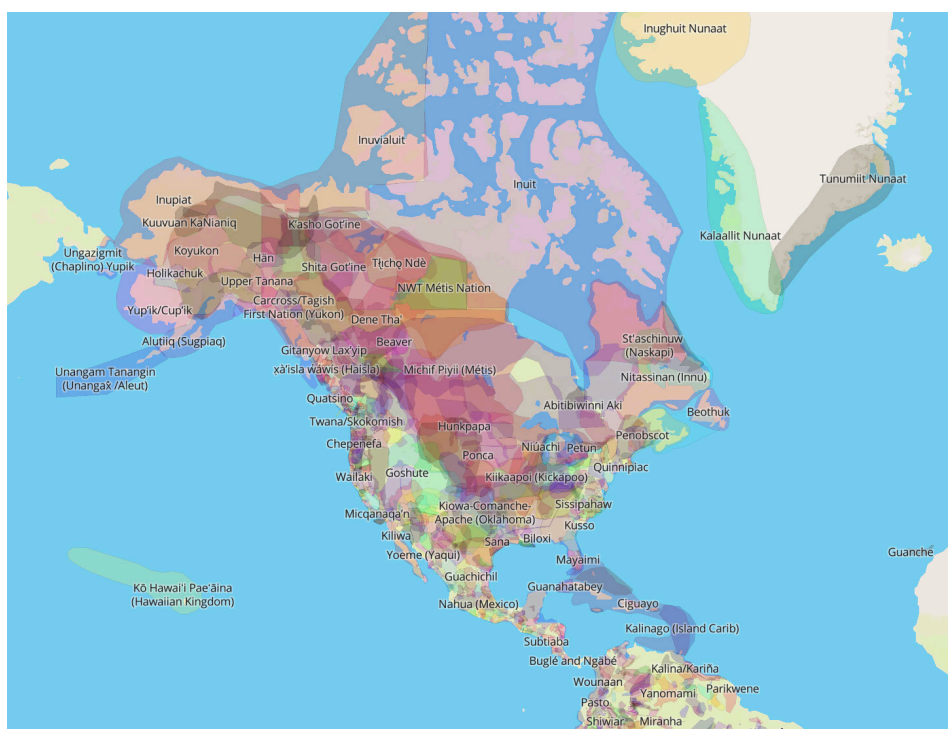 Inughuit Nunaat
Inuvialuit
Tunumiit Nunaat
Inuit
Inupiat
Kuuvuan KaNianiq
K'asho Got'ine
Kalaallit Nunaat
Ungazigmit
(Chaplino) Yupik
Koyukon
Han
Shita Got'ine
Tłı̨chǫ Ndè
Holikachuk
Upper Tanana
NWT Métis Nation
Yup'ik/Cup'ik
Carcross/Tagish
First Nation (Yukon)
Dene Tha'
Alutiiq (Sugpiaq)
Beaver
St'aschinuw
(Naskapi)
Gitanyow Lax'yip
Unangam Tanangin
(Unangax̂ /Aleut)
xàʼisla wáwis (Haisla)
Michif Piyii (Métis)
Nitassinan (Innu)
Quatsino
Abitibiwinni Aki
Beothuk
Twana/Skokomish
Hunkpapa
Penobscot
Chepenefa
Niúachi
Petun
Ponca
Quinnipiac
Wailaki
Goshute
Kiikaapoi (Kickapoo)
Micqanaqa'n
Kiowa-Comanche-
Apache (Oklahoma)
Sissipahaw
Kusso
Kiliwa
Sana
Biloxi
Yoeme (Yaqui)
Mayaimi
Guanche
Guachichil
Guanahatabey
Kō Hawai'i Pae'āina
(Hawaiian Kingdom)
Nahua (Mexico)
Ciguayo
Kalinago (Island Carib)
Subtiaba
Buglé and Ngäbé
Kalina/Kariña
Wounaan
Yanomami
Parikwene
Pasto
Shiwiar
Miranha